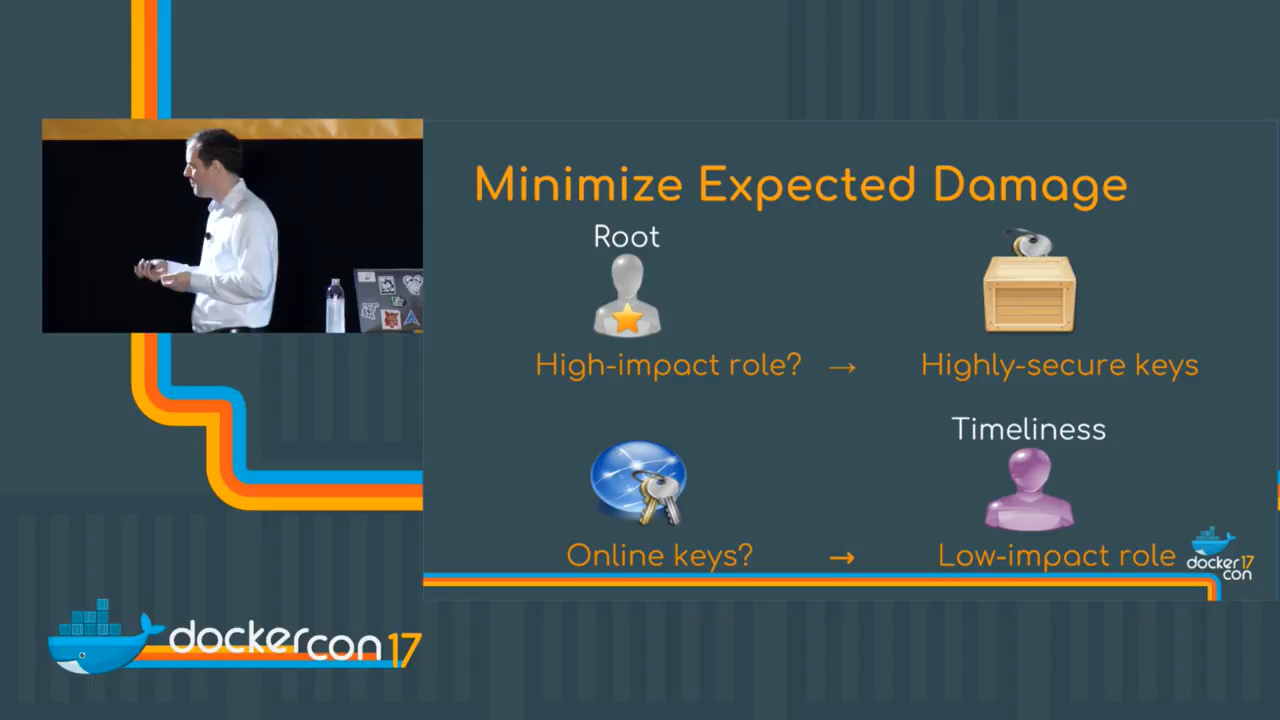 Minimize Expected Damage
Root
High-impact role? → Highly-secure keys
Timeliness
Online keys? → Low-impact role
docker 17
con
dockercon 17